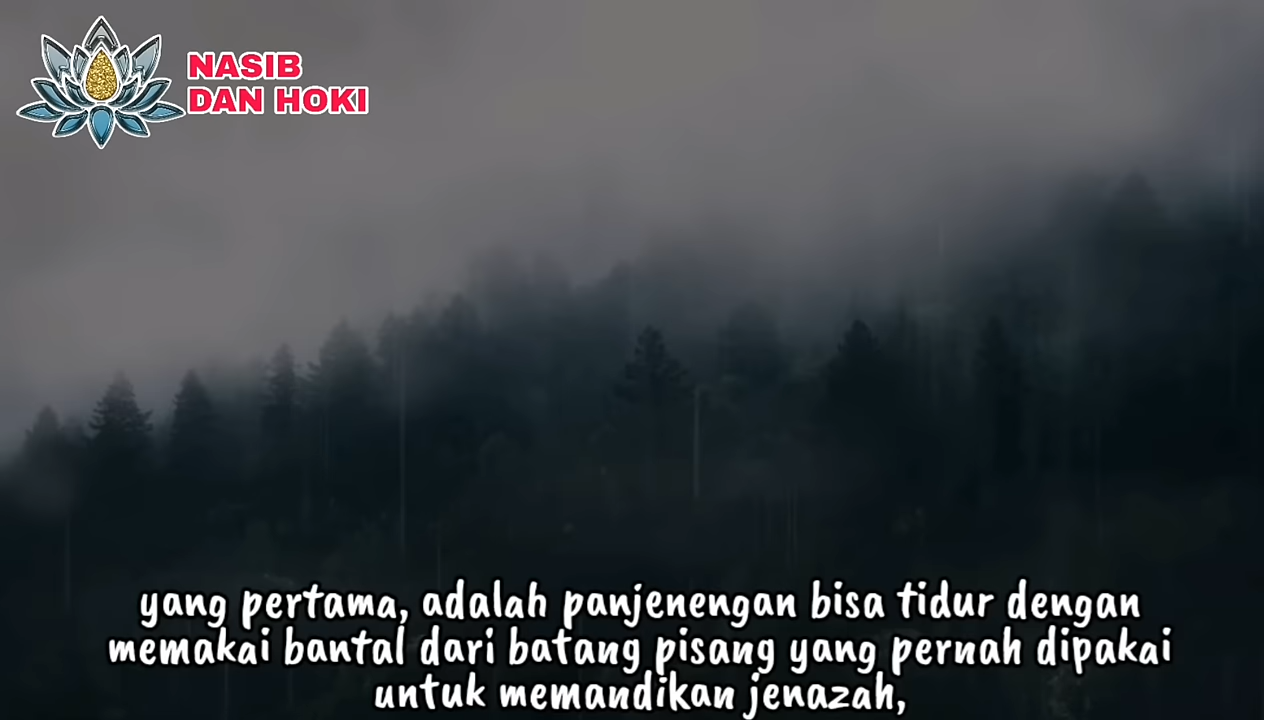 NASIB
DAN HOKI
yang pertama, adalah panjenengan bisa tidur dengan
memakai bantal dari batang pisang yang pernah dipakai
untuk memandikan jenazah,